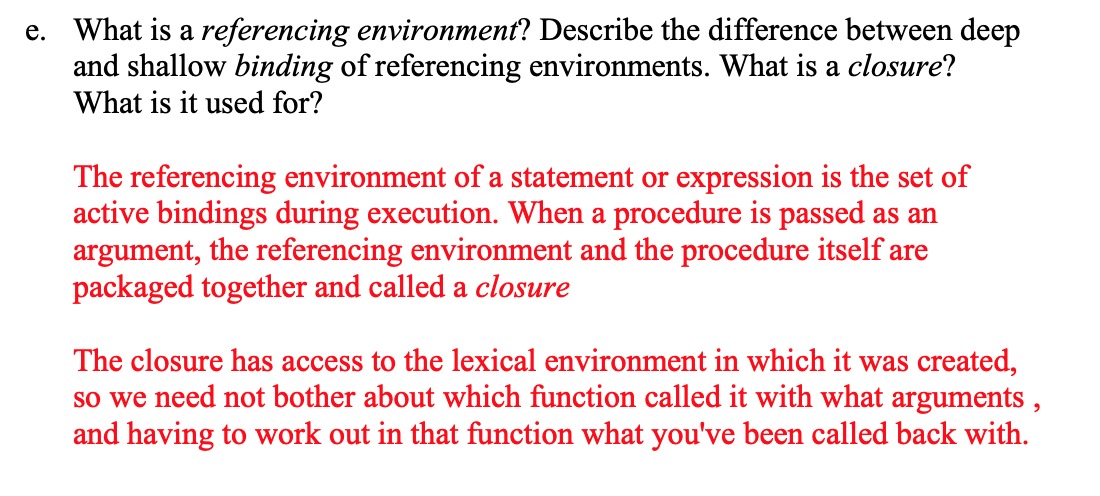 e. What is a referencing environment? Describe the difference between deep
and shallow binding of referencing environments. What is a closure?
What is it used for?
The referencing environment of a statement or expression is the set of
active bindings during execution. When a procedure is passed as an
argument, the referencing environment and the procedure itself are
packaged together and called a closure
The closure has access to the lexical environment in which it was created,
so we need not bother about which function called it with what arguments ,
and having to work out in that function what you've been called back with.